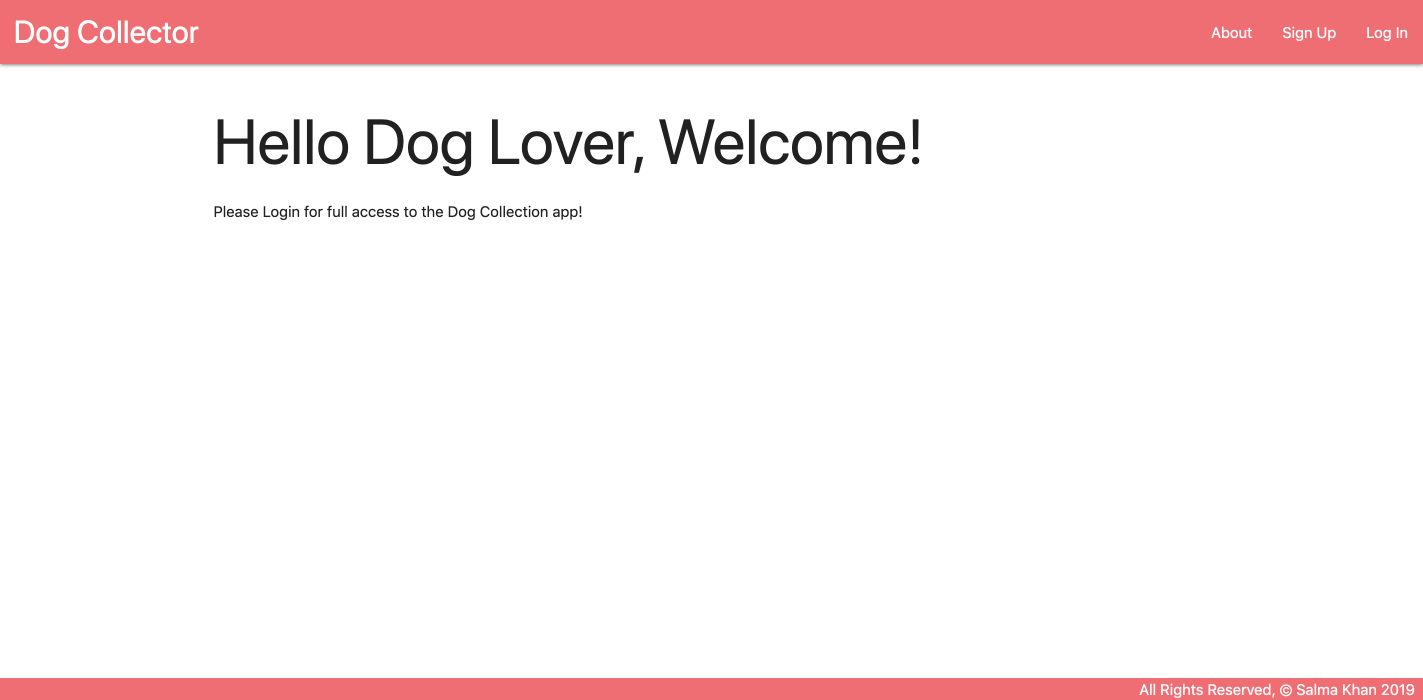 Dog Collector
About
Sign Up
Log In
Hello Dog Lover, Welcome!
Please Login for full access to the Dog Collection app!
All Rights Reserved, © Salma Khan 2019